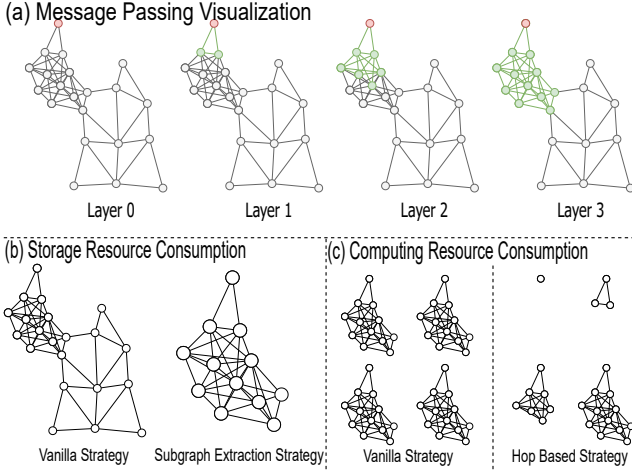 (a) Message Passing Visualization
Layer 0
Layer 1
Layer 2
Layer 3
(b) Storage Resource Consumption
Vanilla Strategy
Subgraph Extraction Strategy
(c) Computing Resource Consumption
Vanilla Strategy
Hop Based Strategy